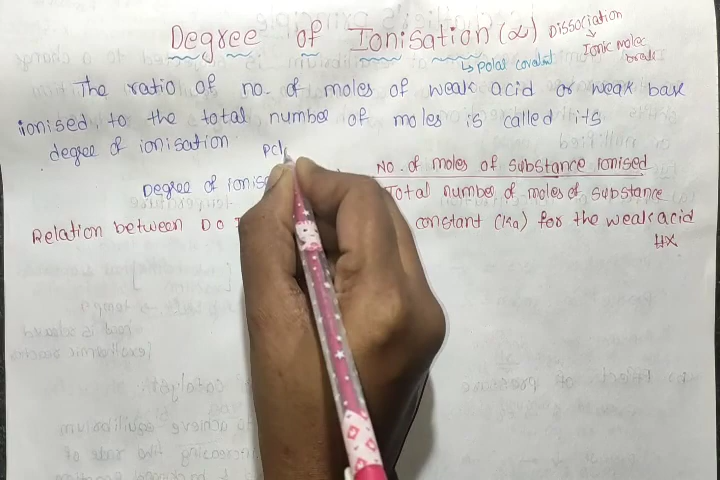 Degree of Ionisation (α) Dissociation
↓
Ionic molec
↳ Polar covalent
The ratio of no. of moles of weak acid or weak base
ionised to the total number of moles is called its
degree of ionisation
PCl
Degree of ionis
No. of moles of substance ionised
Total number of moles of substance
Relation between D O I constant (Ka) for the weak acid
HX